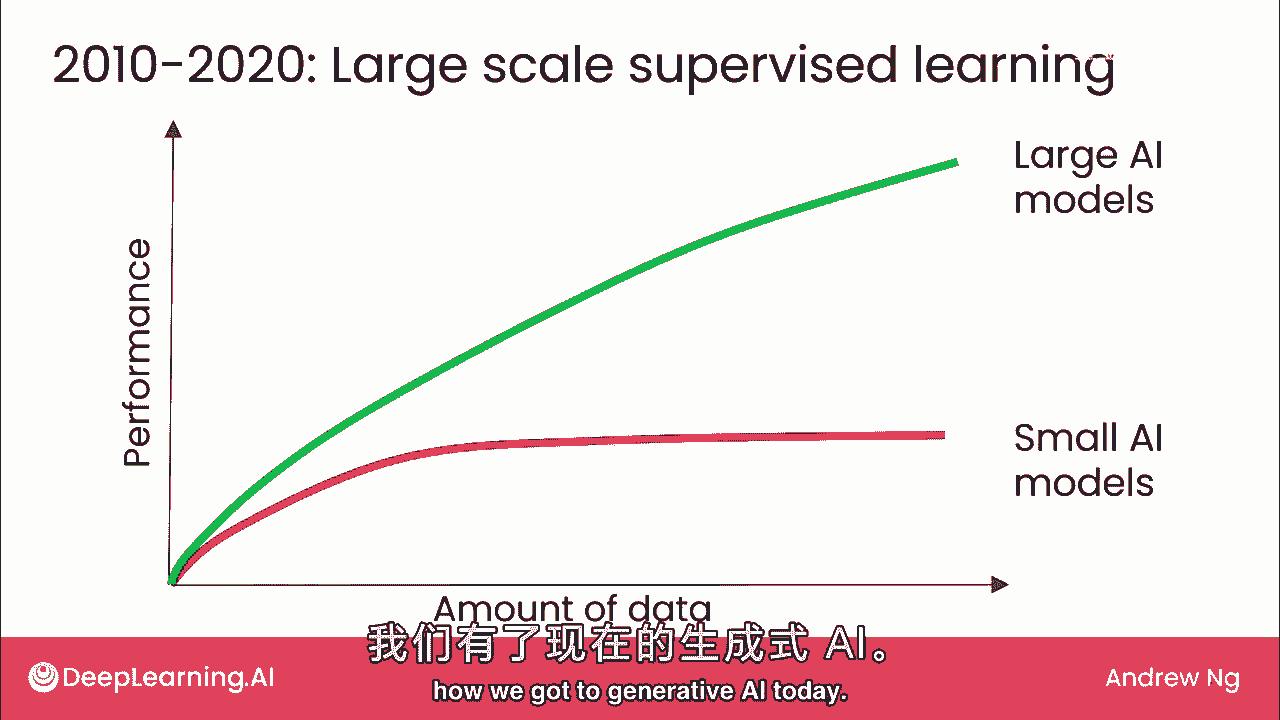 2010-2020: Large scale supervised learning
Large AI
models
Performance
Small AI
models
Amount of data
我们有了现在的生成式 AI。
DeepLearning.AI
how we got to generative AI today.
Andrew Ng